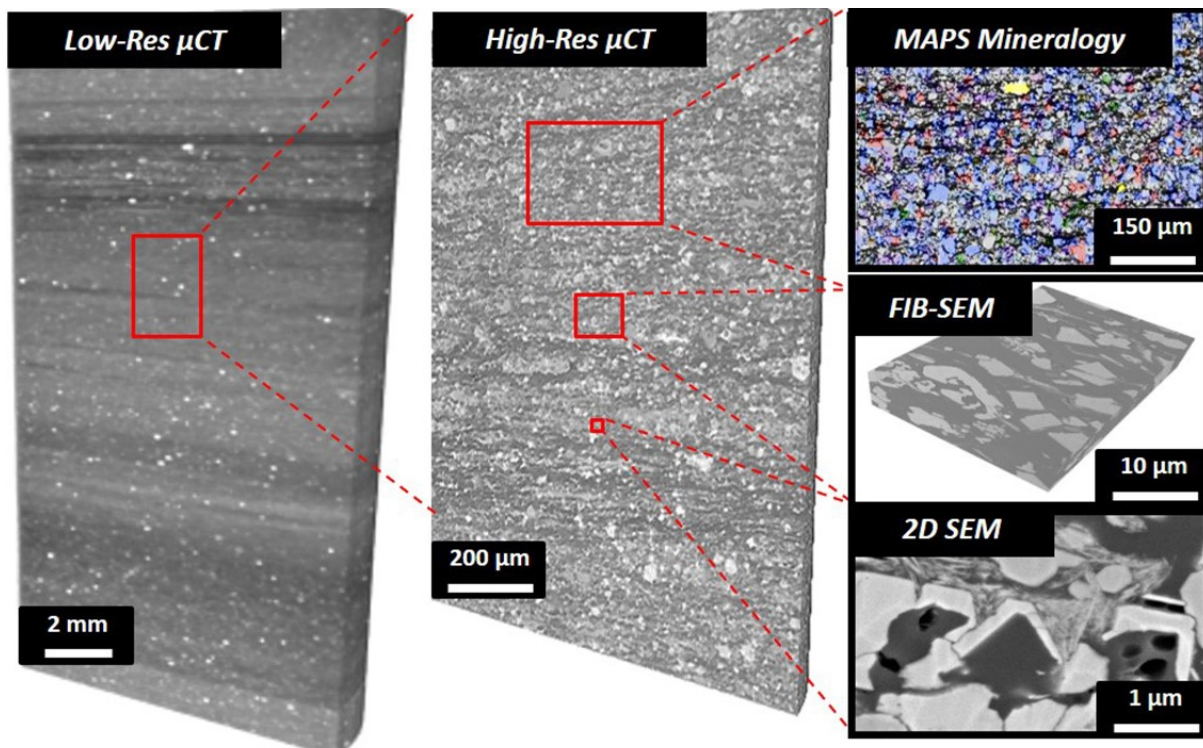 Low-Res µCT
2 mm
High-Res µCT
200 µm
MAPS Mineralogy
150 µm
FIB-SEM
10 µm
2D SEM
1 µm